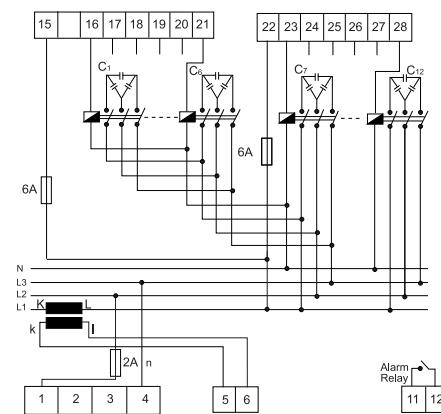 15 16 17 18 19 20 21
22 23 24 25 26 27 28
C1 C6 C7 C12
6A
6A
N
L3
L2
L1 K L
k l
2A n
Alarm
Relay
1 2 3 4 5 6 11 12